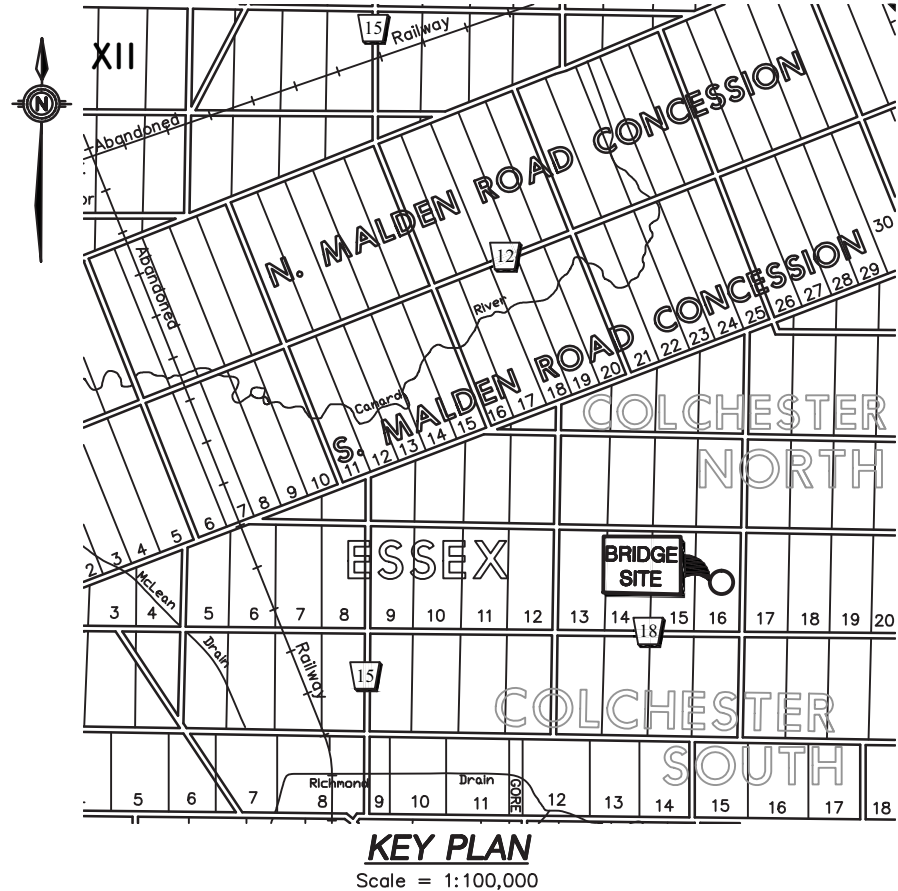 15
Railway
XII
N
Abandoned
or
N. MALDEN ROAD CONCESSION
Abandoned
12
River
Canard
S. MALDEN ROAD CONCESSION
2 3 4 5 6 7 8 9 10 11 12 13 14 15 16 17 18 19 20 21 22 23 24 25 26 27 28 29 30
COLCHESTER
NORTH
ESSEX
BRIDGE
SITE
McLean
3 4 5 6 7 8 9 10 11 12 13 14 15 16 17 18 19 20
18
Drain
Railway
15
COLCHESTER
SOUTH
Richmond Drain
GORE
5 6 7 8 9 10 11 12 13 14 15 16 17 18
KEY PLAN
Scale = 1:100,000